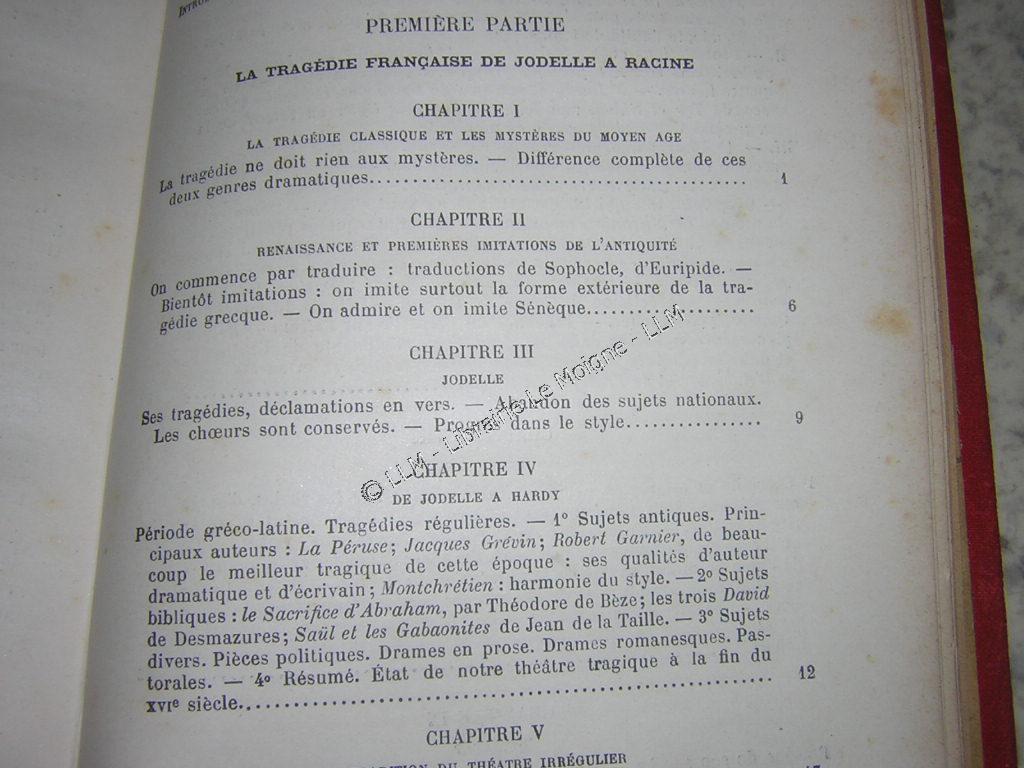 PREMIÈRE PARTIE
LA TRAGÉDIE FRANÇAISE DE JODELLE A RACINE
CHAPITRE I
LA TRAGÉDIE CLASSIQUE ET LES MYSTÈRES DU MOYEN AGE
La tragédie ne doit rien aux mystères. — Différence complète de ces
deux genres dramatiques........................................ 1
CHAPITRE II
RENAISSANCE ET PREMIÈRES IMITATIONS DE L'ANTIQUITÉ
On commence par traduire : traductions de Sophocle, d'Euripide. —
Bientôt imitations : on imite surtout la forme extérieure de la tra-
gédie grecque. — On admire et on imite Sénèque................... 6
CHAPITRE III
JODELLE
Ses tragédies, déclamations en vers. — Abandon des sujets nationaux.
Les chœurs sont conservés. — Progrès dans le style............... 9
© LLM - Librairie Le Moigne - LLM
CHAPITRE IV
DE JODELLE A HARDY
Période gréco-latine. Tragédies régulières. — 1º Sujets antiques. Prin-
cipaux auteurs : La Péruse; Jacques Grévin; Robert Garnier, de beau-
coup le meilleur tragique de cette époque : ses qualités d'auteur
dramatique et d'écrivain; Montchrétien : harmonie du style. — 2º Sujets
bibliques : le Sacrifice d'Abraham, par Théodore de Bèze; les trois David
de Desmazures; Saül et les Gabaonites de Jean de la Taille. — 3º Sujets
divers. Pièces politiques. Drames en prose. Drames romanesques. Pas-
torales. — 4º Résumé. État de notre théâtre tragique à la fin du
XVIe siècle.................................................. 12
CHAPITRE V
DU THÉATRE IRRÉGULIER